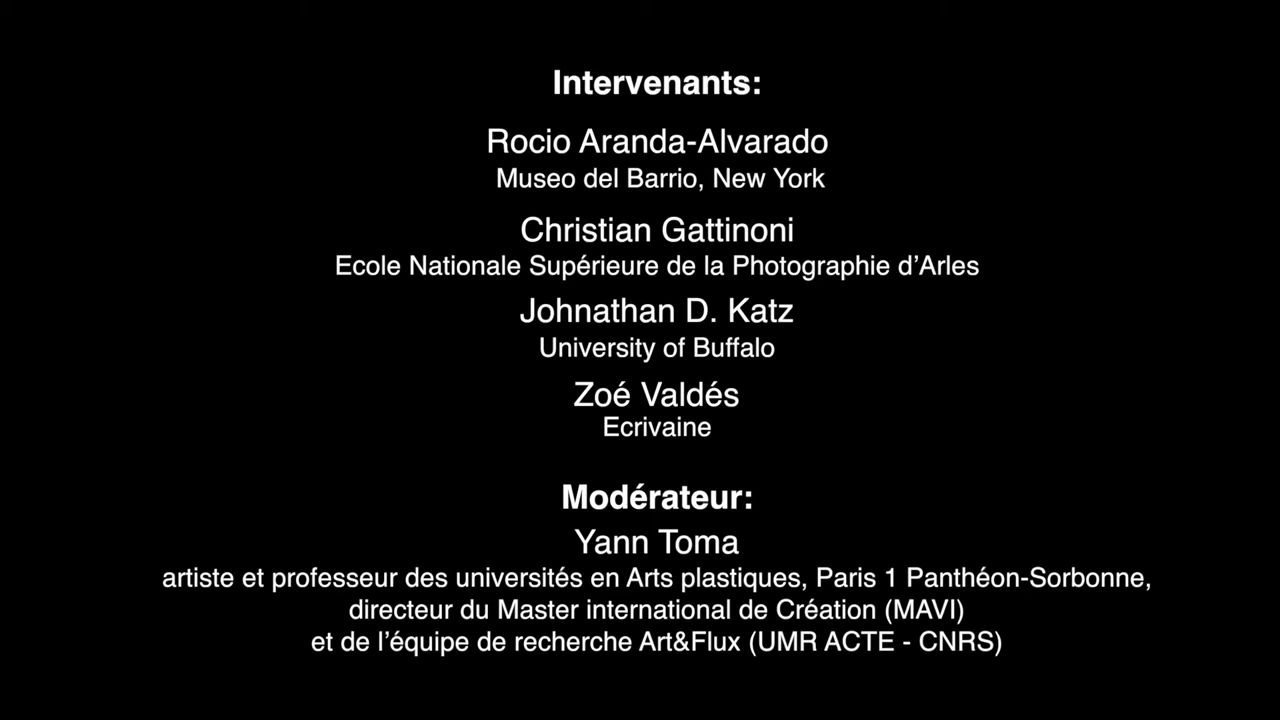 Intervenants:
Rocio Aranda-Alvarado
Museo del Barrio, New York
Christian Gattinoni
Ecole Nationale Supérieure de la Photographie d’Arles
Johnathan D. Katz
University of Buffalo
Zoé Valdés
Ecrivaine
Modérateur:
Yann Toma
artiste et professeur des universités en Arts plastiques, Paris 1 Panthéon-Sorbonne,
directeur du Master international de Création (MAVI)
et de l’équipe de recherche Art&Flux (UMR ACTE - CNRS)